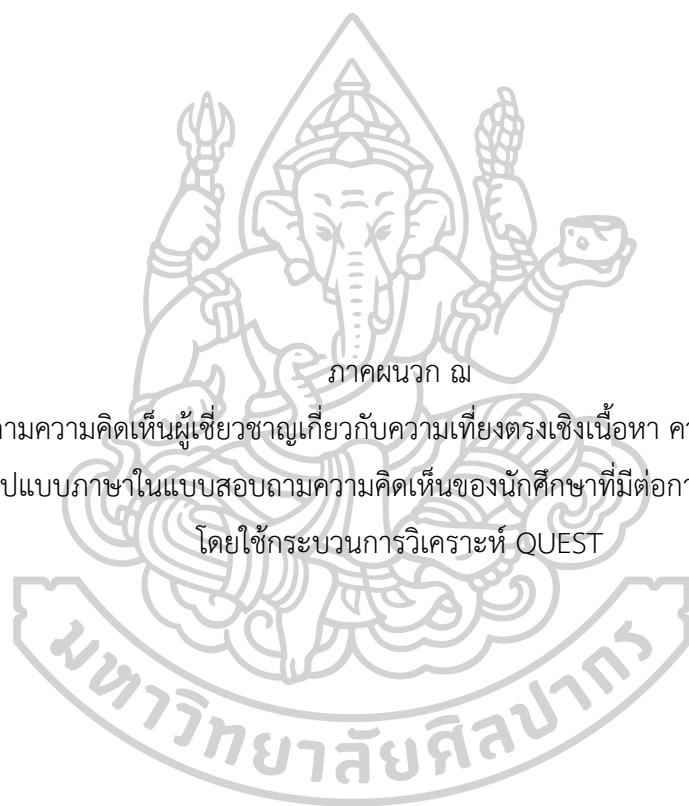 ภาคผนวก ฌ
ามความคิดเห็นผู้เชี่ยวชาญเกี่ยวกับความเที่ยงตรงเชิงเนื้อหา คว
ปแบบภาษาในแบบสอบถามความคิดเห็นของนักศึกษาที่มีต่อกา
โดยใช้กระบวนการวิเคราะห์ QUEST
มหาวิทยาลัยศิลปากร